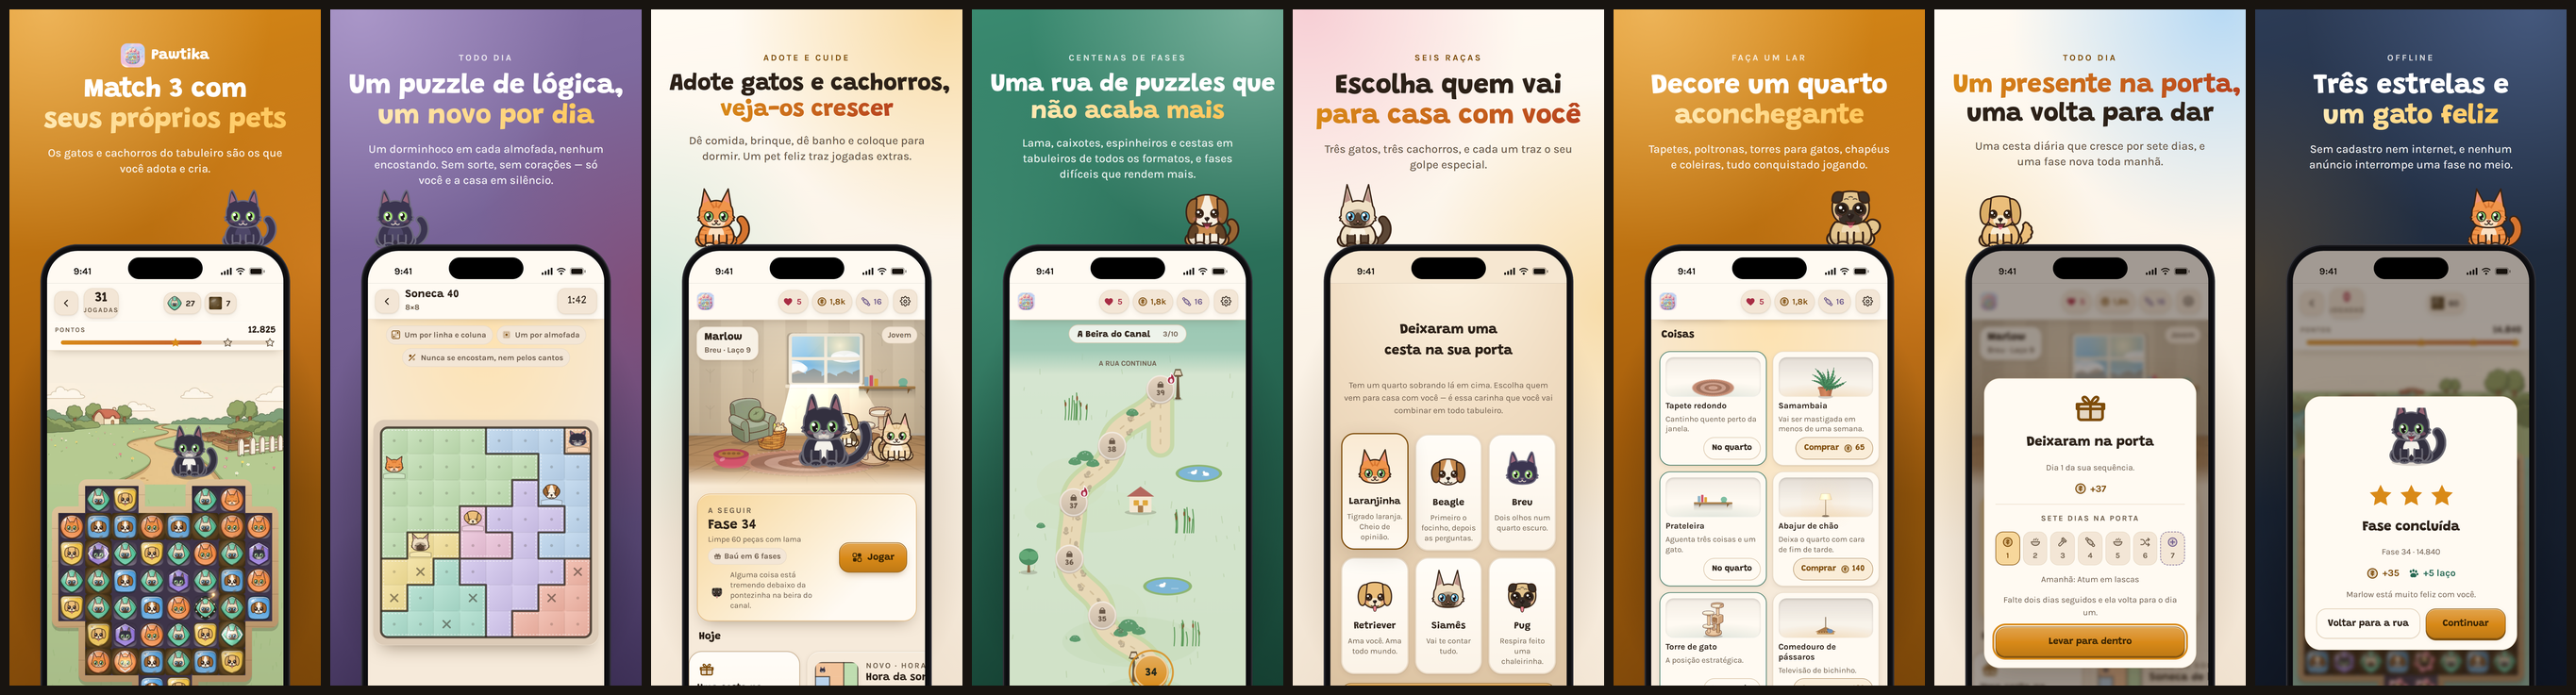 Pawtika
Match 3 com
seus próprios pets
Os gatos e cachorros do tabuleiro são os que
você adota e cria.
9:41
31
JOGADAS
27
7
PONTOS
12.825
TODO DIA
Um puzzle de lógica,
um novo por dia
Um dorminhoco em cada almofada, nenhum
encostando. Sem sorte, sem corações — só
você e a casa em silêncio.
9:41
Soneca 40
8×8
1:42
Um por linha e coluna
Um por almofada
Nunca se encostam, nem pelos cantos
ADOTE E CUIDE
Adote gatos e cachorros,
veja-os crescer
Dê comida, brinque, dê banho e coloque para
dormir. Um pet feliz traz jogadas extras.
9:41
5
1,8k
16
Marlow
Breu · Laço 9
Jovem
A SEGUIR
Fase 34
Limpe 60 peças com lama
Baú em 6 fases
Alguma coisa está
tremendo debaixo da
pontezinha na beira do
canal.
Jogar
Hoje
NOVO · HORA
Hora da sor
CENTENAS DE FASES
Uma rua de puzzles que
não acaba mais
Lama, caixotes, espinheiros e cestas em
tabuleiros de todos os formatos, e fases
difíceis que rendem mais.
9:41
5
1,8k
16
A Beira do Canal
3/10
A RUA CONTINUA
39
38
37
36
35
34
SEIS RAÇAS
Escolha quem vai
para casa com você
Três gatos, três cachorros, e cada um traz o seu
golpe especial.
9:41
Deixaram uma
cesta na sua porta
Tem um quarto sobrando lá em cima. Escolha quem
vem para casa com você — é essa carinha que você vai
combinar em todo tabuleiro.
Laranjinha
Tigrado laranja.
Cheio de
opinião.
Beagle
Primeiro o
focinho, depois
as perguntas.
Breu
Dois olhos num
quarto escuro.
Retriever
Ama você. Ama
todo mundo.
Siamês
Vai te contar
tudo.
Pug
Respira feito
uma
chaleirinha.
FAÇA UM LAR
Decore um quarto
aconchegante
Tapetes, poltronas, torres para gatos, chapéus
e coleiras, tudo conquistado jogando.
9:41
5
1,8k
16
Coisas
Tapete redondo
Cantinho quente perto da
janela.
No quarto
Samambaia
Vai ser mastigada em
menos de uma semana.
Comprar 65
Prateleira
Aguenta três coisas e um
gato.
No quarto
Abajur de chão
Deixa o quarto com cara
de fim de tarde.
Comprar 140
Torre de gato
A posição estratégica.
Comedouro de
pássaros
Televisão de bichinho.
TODO DIA
Um presente na porta,
uma volta para dar
Uma cesta diária que cresce por sete dias, e
uma fase nova toda manhã.
9:41
Marlow
Deixaram na porta
Dia 1 da sua sequência.
+37
SETE DIAS NA PORTA
1
2
3
4
5
6
7
Amanhã: Atum em lascas
Falte dois dias seguidos e ela volta para o dia
um.
Levar para dentro
OFFLINE
Três estrelas e
um gato feliz
Sem cadastro nem internet, e nenhum
anúncio interrompe uma fase no meio.
9:41
Fase concluída
Fase 34 · 14.840
+35
+5 laço
Marlow está muito feliz com você.
Voltar para a rua
Continuar